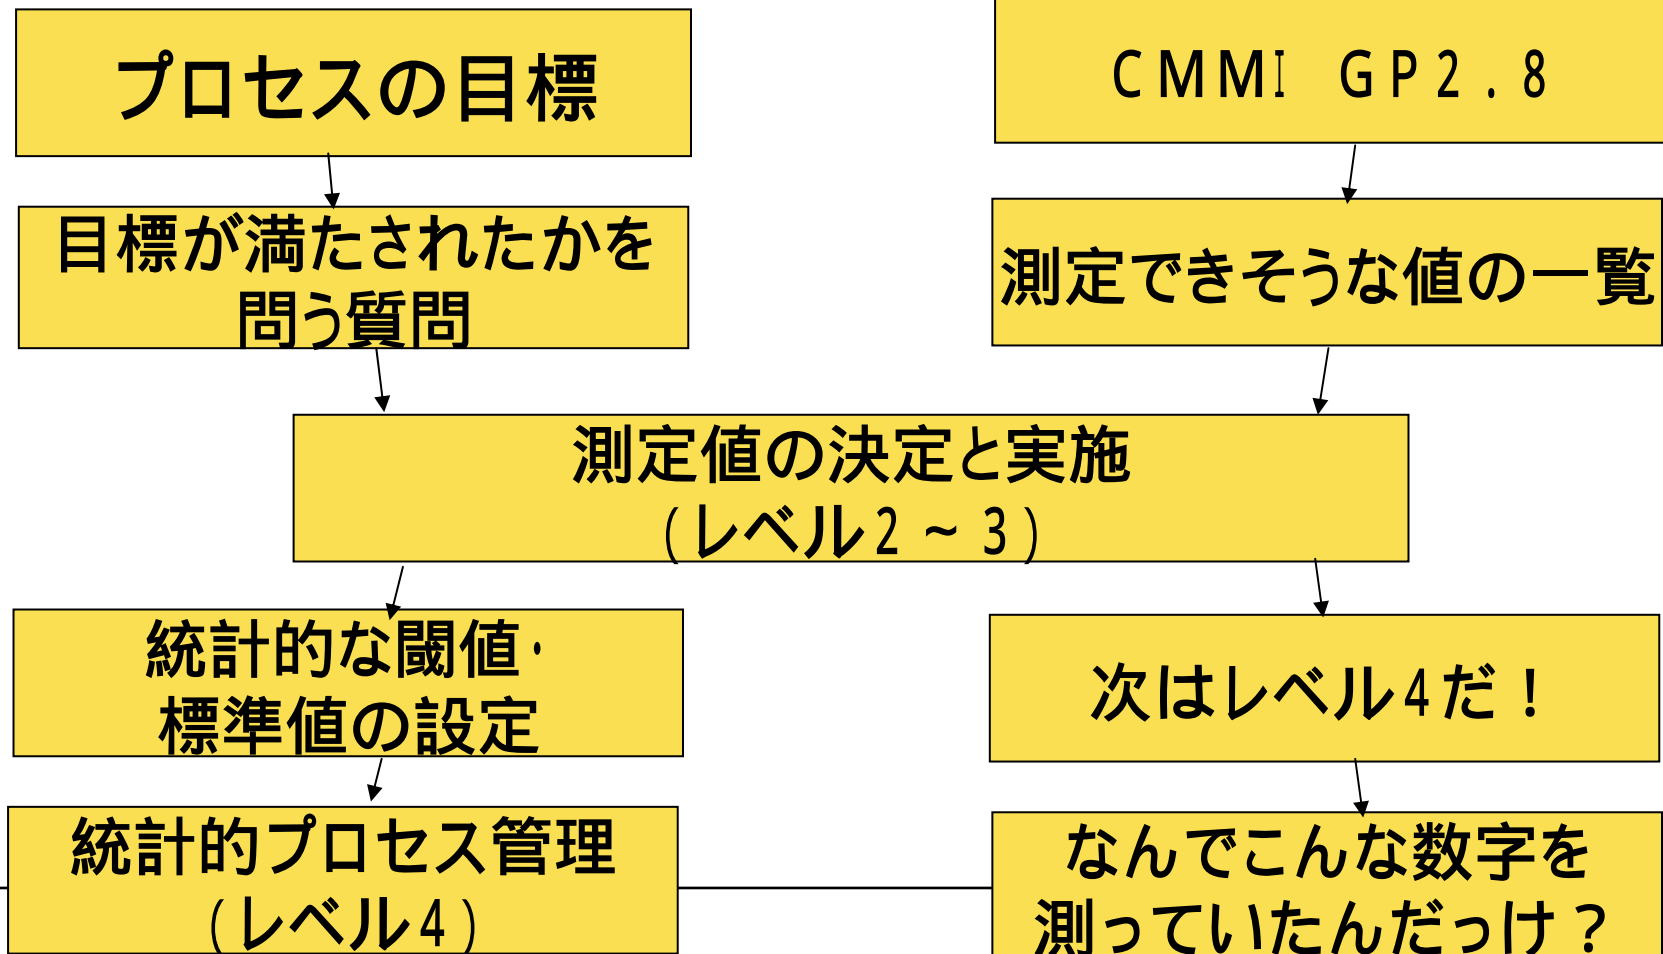 プロセスの目標
CMMI GP2.8
目標が満たされたかを
問う質問
測定できそうな値の一覧
測定値の決定と実施
(レベル2~3)
統計的な閾値・
標準値の設定
次はレベル4だ!
統計的プロセス管理
(レベル4)
なんでこんな数字を
測っていたんだっけ?